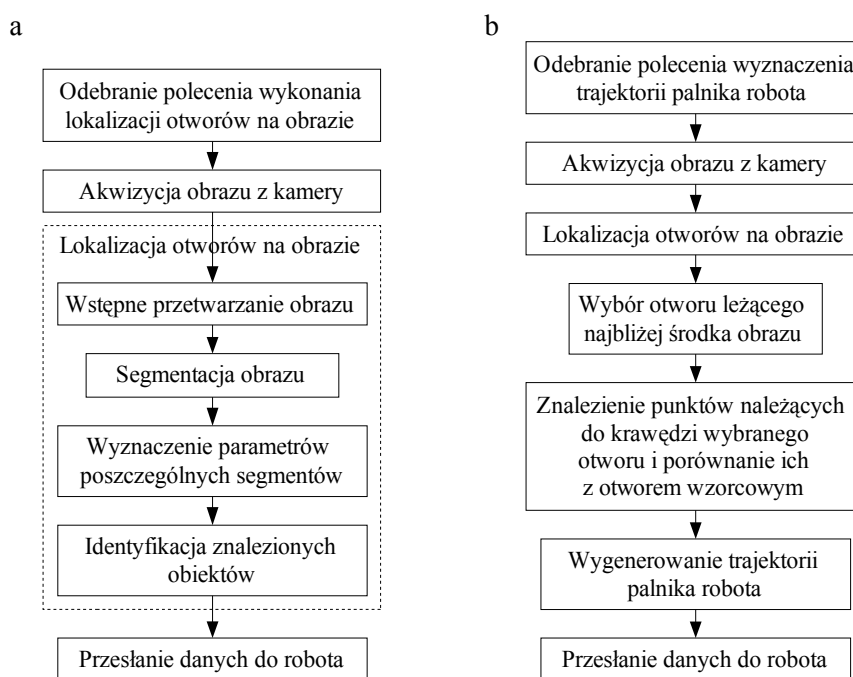 a
Odebranie polecenia wykonania
lokalizacji otworów na obrazie
Akwizycja obrazu z kamery
Lokalizacja otworów na obrazie
Wstępne przetwarzanie obrazu
Segmentacja obrazu
Wyznaczenie parametrów
poszczególnych segmentów
Identyfikacja znalezionych
obiektów
Przesłanie danych do robota
b
Odebranie polecenia wyznaczenia
trajektorii palnika robota
Akwizycja obrazu z kamery
Lokalizacja otworów na obrazie
Wybór otworu leżącego
najbliżej środka obrazu
Znalezienie punktów należących
do krawędzi wybranego
otworu i porównanie ich
z otworem wzorcowym
Wygenerowanie trajektorii
palnika robota
Przesłanie danych do robota